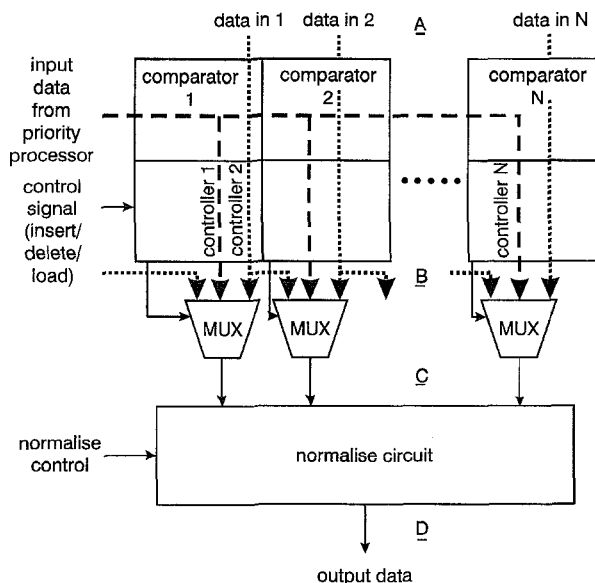 data in 1
data in 2
A
data in N
input
data
from
priority
processor
comparator
1
comparator
2
comparator
N
control
signal
(insert/
delete/
load)
controller 1
controller 2
controller N
B
MUX
MUX
MUX
C
normalise
control
normalise circuit
D
output data